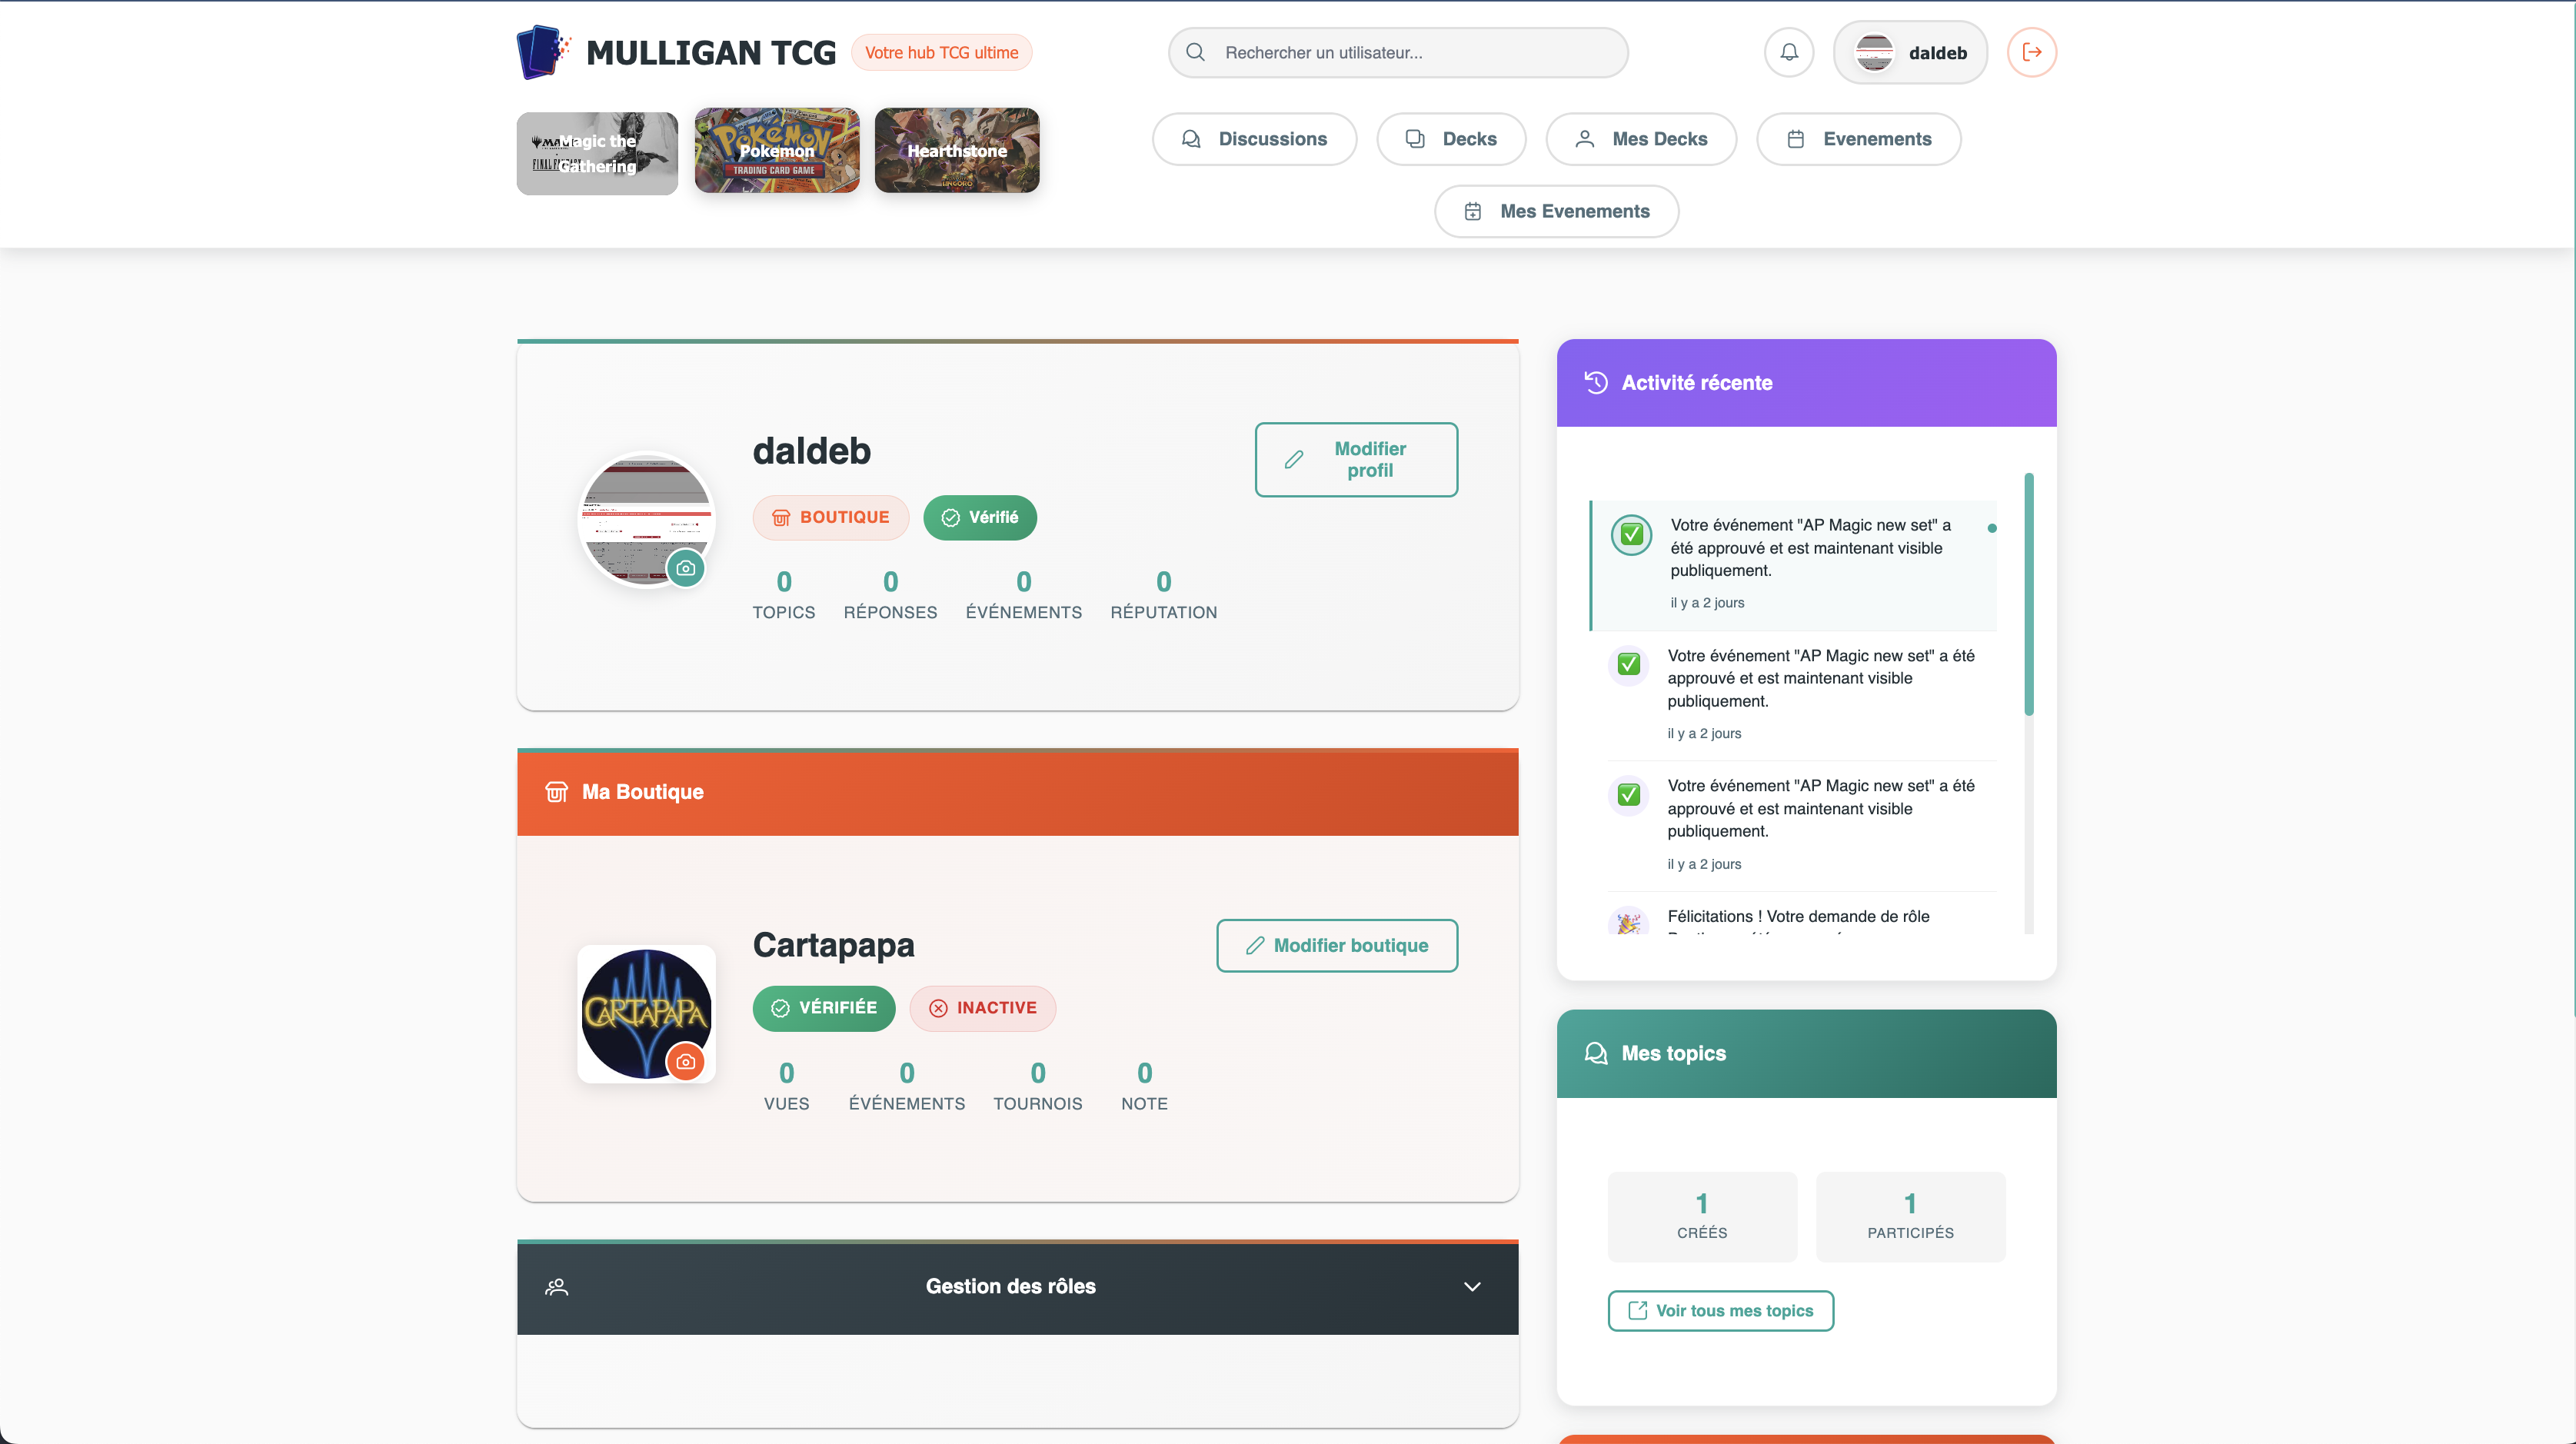 MULLIGAN TCG
Votre hub TCG ultime
Rechercher un utilisateur...
daldeb
Magic the
Gathering
Pokemon
TRADING CARD GAME
Hearthstone
UN'GORO
Discussions
Decks
Mes Decks
Evenements
Mes Evenements
daldeb
Modifier
profil
BOUTIQUE
Vérifié
0
TOPICS
0
RÉPONSES
0
ÉVÉNEMENTS
0
RÉPUTATION
Ma Boutique
Cartapapa
Modifier boutique
CARTAPAPA
VÉRIFIÉE
INACTIVE
0
VUES
0
ÉVÉNEMENTS
0
TOURNOIS
0
NOTE
Gestion des rôles
Activité récente
Votre événement "AP Magic new set" a
été approuvé et est maintenant visible
publiquement.
il y a 2 jours
Votre événement "AP Magic new set" a été
approuvé et est maintenant visible
publiquement.
il y a 2 jours
Votre événement "AP Magic new set" a été
approuvé et est maintenant visible
publiquement.
il y a 2 jours
Félicitations ! Votre demande de rôle
Mes topics
1
CRÉÉS
1
PARTICIPÉS
Voir tous mes topics